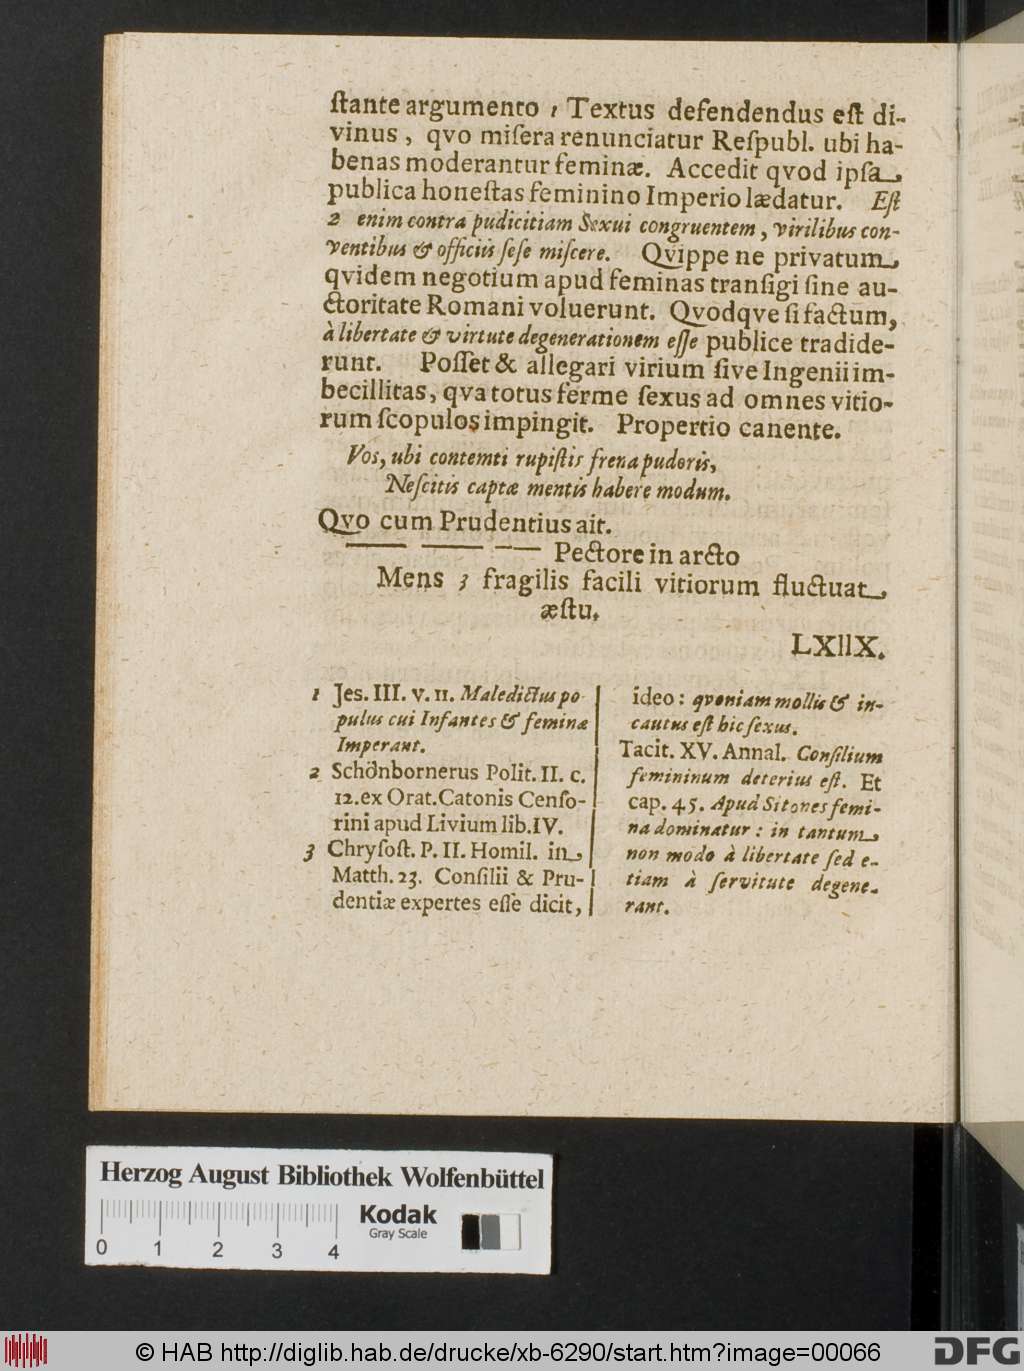 ſtante argumento 1 Textus defendendus eſt di-
vinus, qvo miſera renunciatur Reſpubl. ubi ha-
benas moderantur feminæ. Accedit qvod ipſa
publica honeſtas feminino Imperio lædatur. Eſt
2 enim contra pudicitiam Sexui congruentem, virilibus con-
ventibus & officiis ſeſe miſcere. Qvippe ne privatum
qvidem negotium apud feminas tranſigi ſine au-
ctoritate Romani voluerunt. Qvodqve ſi factum,
à libertate & virtute degenerationem eſſe publice tradide-
runt. Poſſet & allegari virium ſive Ingenii im-
becillitas, qva totus ferme ſexus ad omnes vitio-
rum ſcopulos impingit. Propertio canente.
Vos, ubi contemti rupiſtis frena pudoris,
Neſcitis captæ mentis habere modum.
Qvo cum Prudentius ait.
——— ——— — — Pectore in arcto
Mens 3 fragilis facili vitiorum fluctuat
æſtu.
LXIIX.
1 Jes. III. v. 11. Maledictus po-
pulus cui Infantes & feminæ
Imperant.
2 Schönbornerus Polit. II. c.
12. ex Orat. Catonis Cenſo-
rini apud Livium lib. IV.
3 Chryſoſt. P. II. Homil. in
Matth. 23. Conſilii & Pru-
dentiæ expertes eſſe dicit,
ideo: qvoniam mollis & in-
cautus eſt hic ſexus.
Tacit. XV. Annal. Conſilium
femininum deterius eſt. Et
cap. 45. Apud Sitones femi-
na dominatur: in tantum
non modo à libertate ſed e-
tiam à ſervitute degene-
rant.
Herzog August Bibliothek Wolfenbüttel
Kodak
Gray Scale
0 1 2 3 4
© HAB http://diglib.hab.de/drucke/xb-6290/start.htm?image=00066
DFG